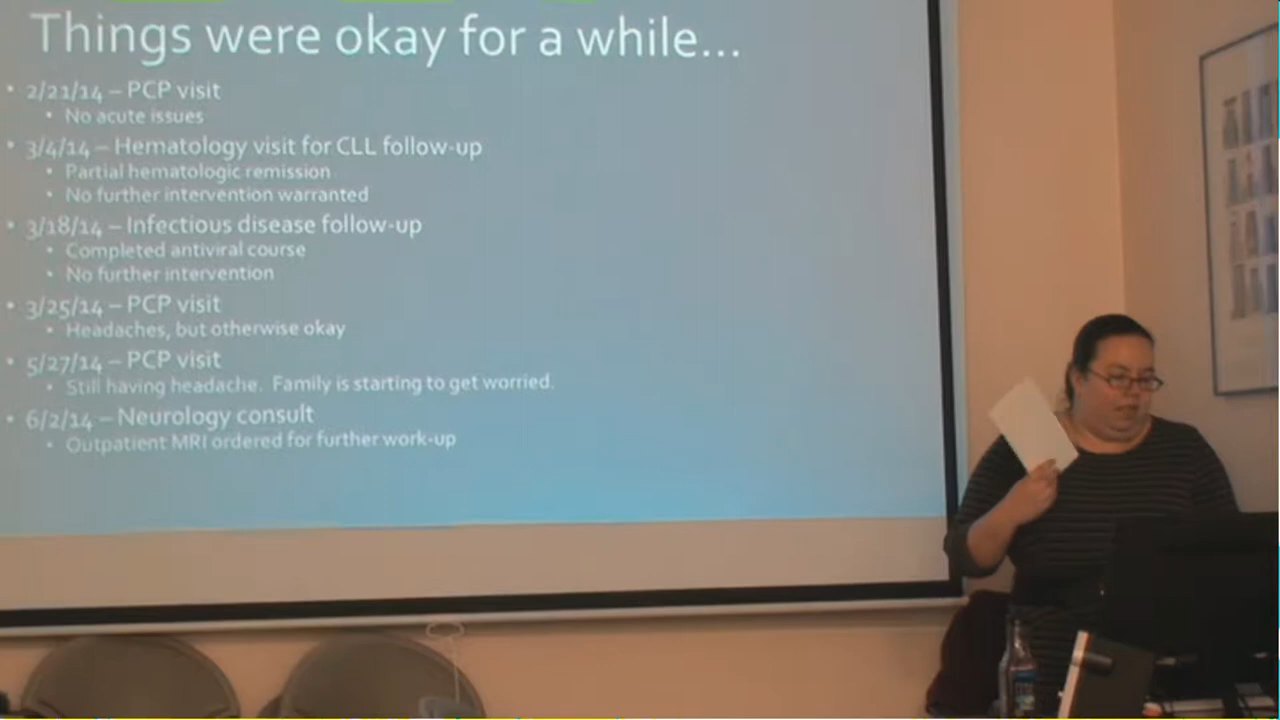 Things were okay for a while...
• 2/21/14 – PCP visit
• No acute issues
• 3/4/14 – Hematology visit for CLL follow-up
• Partial hematologic remission
• No further intervention warranted
• 3/18/14 – Infectious disease follow-up
• Completed antiviral course
• No further intervention
• 3/25/14 – PCP visit
• Headaches, but otherwise okay
• 5/27/14 – PCP visit
• Still having headache. Family is starting to get worried.
• 6/2/14 – Neurology consult
• Outpatient MRI ordered for further work-up